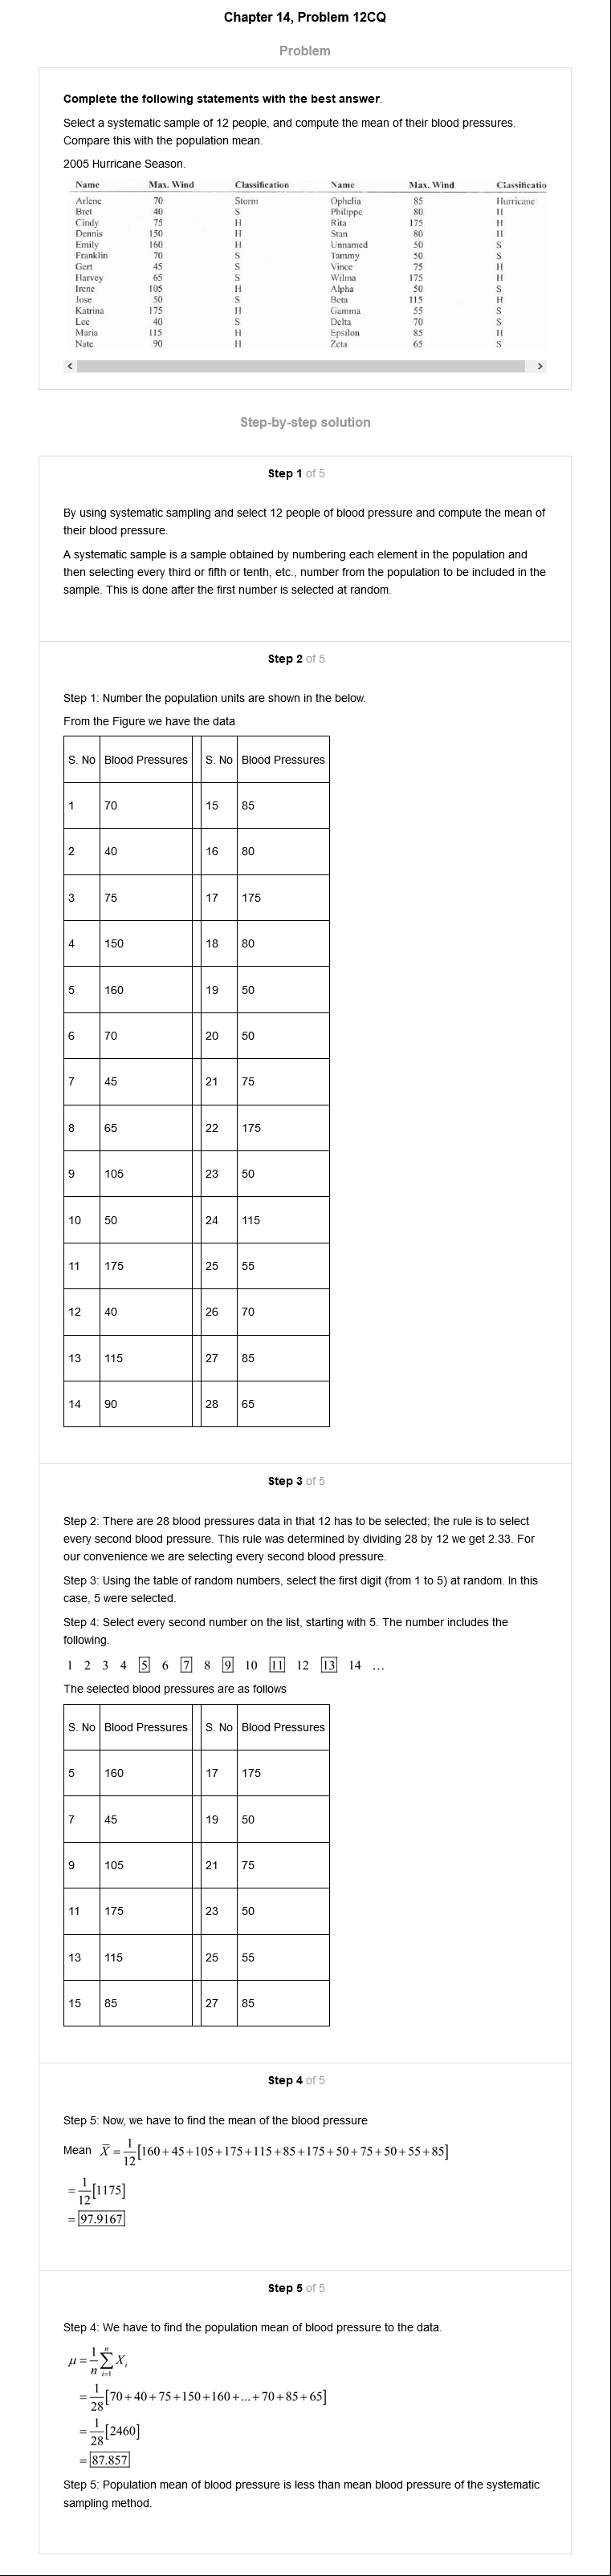 Chapter 14, Problem 12CQ
Problem
Complete the following statements with the best answer.
Select a systematic sample of 12 people, and compute the mean of their blood pressures.
Compare this with the population mean.
2005 Hurricane Season.
Name Max. Wind Classification Name Max. Wind Classificatio
Arlene 70 Storm Ophelia 85 Hurricane
Bret 40 S Philippe 80 H
Cindy 75 H Rita 175 H
Dennis 150 H Stan 80 H
Emily 160 H Unnamed 50 S
Franklin 70 S Tammy 50 S
Gert 45 S Vince 75 H
Harvey 65 S Wilma 175 H
Irene 105 H Alpha 50 S
Jose 50 S Beta 115 H
Katrina 175 H Gamma 55 S
Lee 40 S Delta 70 S
Maria 115 H Epsilon 85 H
Nate 90 H Zeta 65 S
Step-by-step solution
Step 1 of 5
By using systematic sampling and select 12 people of blood pressure and compute the mean of
their blood pressure.
A systematic sample is a sample obtained by numbering each element in the population and
then selecting every third or fifth or tenth, etc., number from the population to be included in the
sample. This is done after the first number is selected at random.
Step 2 of 5
Step 1: Number the population units are shown in the below.
From the Figure we have the data
S. No Blood Pressures S. No Blood Pressures
1 70 15 85
2 40 16 80
3 75 17 175
4 150 18 80
5 160 19 50
6 70 20 50
7 45 21 75
8 65 22 175
9 105 23 50
10 50 24 115
11 175 25 55
12 40 26 70
13 115 27 85
14 90 28 65
Step 3 of 5
Step 2: There are 28 blood pressures data in that 12 has to be selected; the rule is to select
every second blood pressure. This rule was determined by dividing 28 by 12 we get 2.33. For
our convenience we are selecting every second blood pressure.
Step 3: Using the table of random numbers, select the first digit (from 1 to 5) at random. In this
case, 5 were selected.
Step 4: Select every second number on the list, starting with 5. The number includes the
following.
1 2 3 4 5 6 7 8 9 10 11 12 13 14 ...
The selected blood pressures are as follows
S. No Blood Pressures S. No Blood Pressures
5 160 17 175
7 45 19 50
9 105 21 75
11 175 23 50
13 115 25 55
15 85 27 85
Step 4 of 5
Step 5: Now, we have to find the mean of the blood pressure
Mean X̄ = 1/12 [160+45+105+175+115+85+175+50+75+50+55+85]
= 1/12 [1175]
= 97.9167
Step 5 of 5
Step 4: We have to find the population mean of blood pressure to the data.
μ = 1/n ∑ i=1 n Xi
= 1/28 [70+40+75+150+160+...+70+85+65]
= 1/28 [2460]
= 87.857
Step 5: Population mean of blood pressure is less than mean blood pressure of the systematic
sampling method.